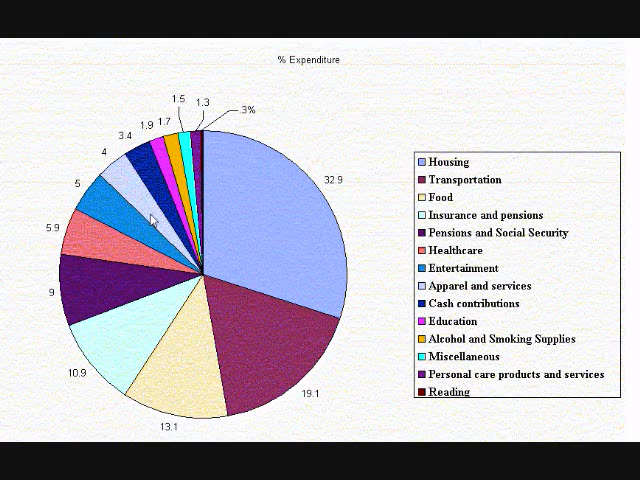 % Expenditure
1.5
1.3
.3%
1.9
1.7
3.4
4
5
5.9
9
10.9
13.1
19.1
32.9
Housing
Transportation
Food
Insurance and pensions
Pensions and Social Security
Healthcare
Entertainment
Apparel and services
Cash contributions
Education
Alcohol and Smoking Supplies
Miscellaneous
Personal care products and services
Reading